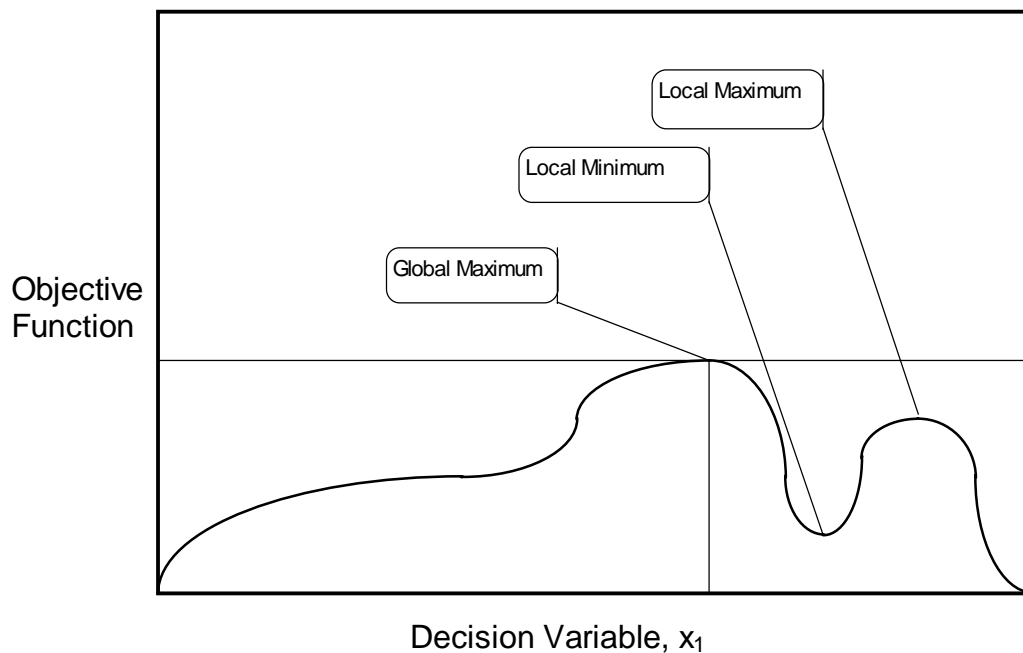 Local Maximum
Local Minimum
Global Maximum
Objective
Function
Decision Variable, x₁